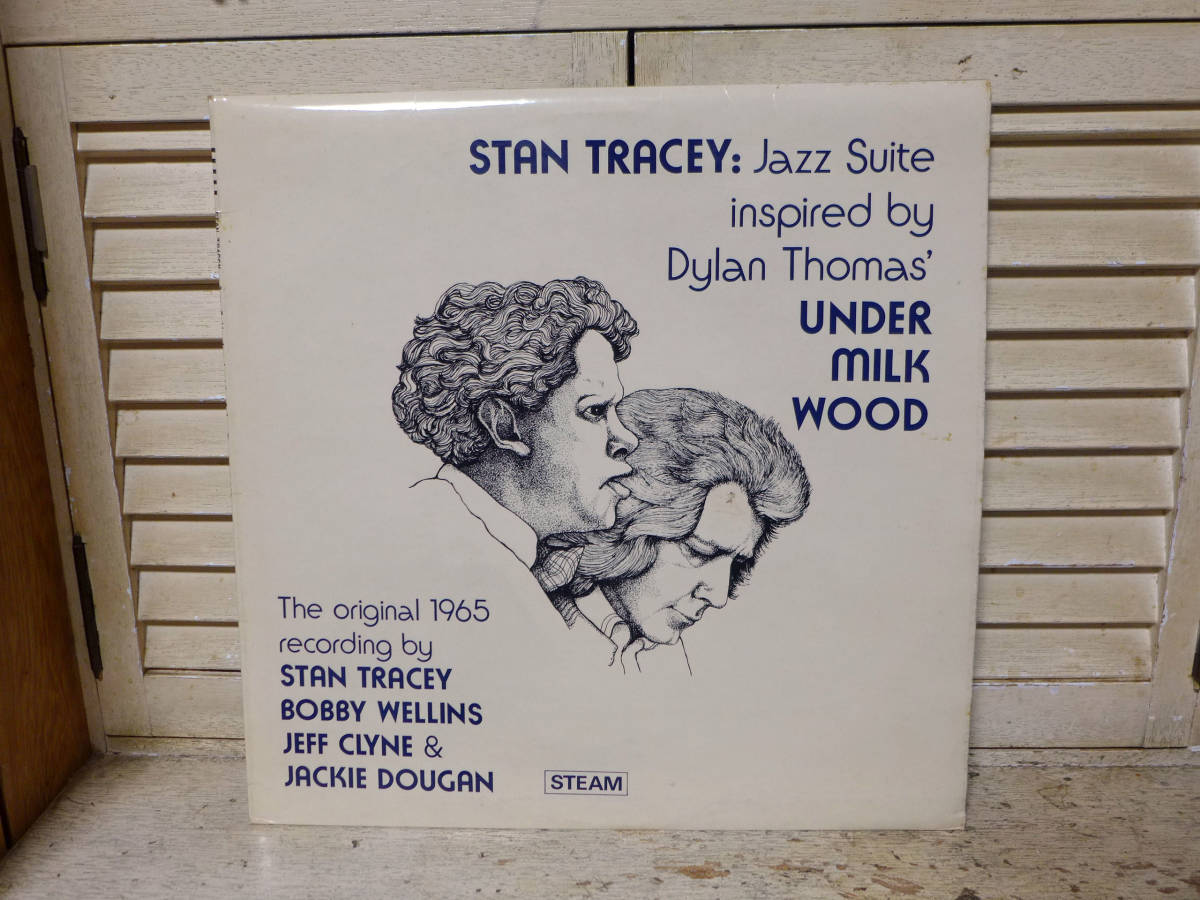 STAN TRACEY: Jazz Suite
inspired by
Dylan Thomas'
UNDER
MILK
WOOD
The original 1965
recording by
STAN TRACEY
BOBBY WELLINS
JEFF CLYNE &
JACKIE DOUGAN
STEAM